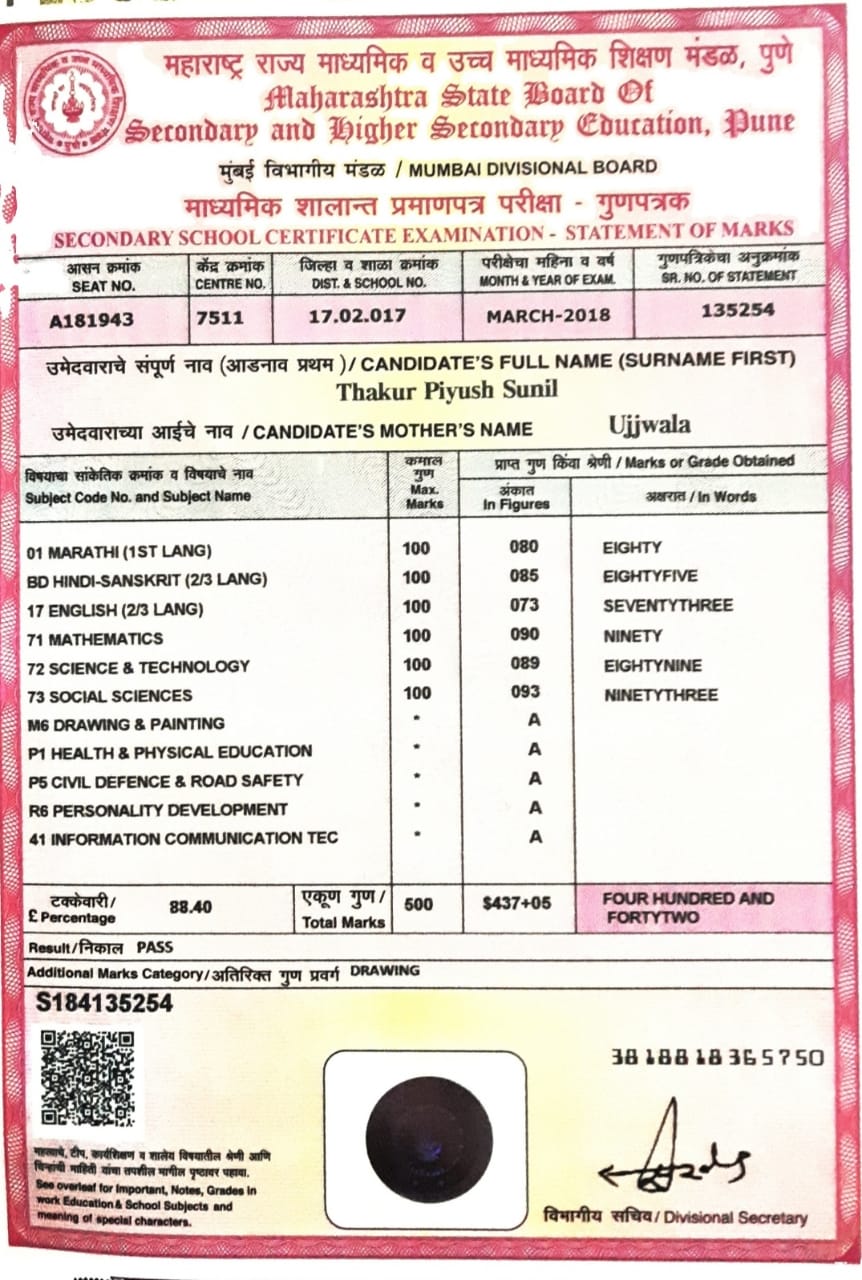 महाराष्ट्र राज्य माध्यमिक व उच्च माध्यमिक शिक्षण मंडळ, पुणे
Maharashtra State Board Of
Secondary and Higher Secondary Education, Pune
मुंबई विभागीय मंडळ / MUMBAI DIVISIONAL BOARD
माध्यमिक शालान्त प्रमाणपत्र परीक्षा - गुणपत्रक
SECONDARY SCHOOL CERTIFICATE EXAMINATION - STATEMENT OF MARKS
आसन क्रमांक केंद्र क्रमांक जिल्हा व शाळा क्रमांक परीक्षेचा महिना व वर्ष गुणपत्रिकेचा अनुक्रमांक
SEAT NO. CENTRE NO. DIST. & SCHOOL NO. MONTH & YEAR OF EXAM. SR. NO. OF STATEMENT
A181943 7511 17.02.017 MARCH-2018 135254
उमेदवाराचे संपूर्ण नाव (आडनाव प्रथम )/ CANDIDATE'S FULL NAME (SURNAME FIRST)
Thakur Piyush Sunil
उमेदवाराच्या आईचे नाव / CANDIDATE'S MOTHER'S NAME Ujjwala
विषयाचा सांकेतिक क्रमांक व विषयाचे नाव
Subject Code No. and Subject Name
कमाल
गुण
Max.
Marks
प्राप्त गुण किंवा श्रेणी / Marks or Grade Obtained
अंकात
In Figures
अक्षरात / In Words
01 MARATHI (1ST LANG) 100 080 EIGHTY
BD HINDI-SANSKRIT (2/3 LANG) 100 085 EIGHTYFIVE
17 ENGLISH (2/3 LANG) 100 073 SEVENTYTHREE
71 MATHEMATICS 100 090 NINETY
72 SCIENCE & TECHNOLOGY 100 089 EIGHTYNINE
73 SOCIAL SCIENCES 100 093 NINETYTHREE
M6 DRAWING & PAINTING * A
P1 HEALTH & PHYSICAL EDUCATION * A
P5 CIVIL DEFENCE & ROAD SAFETY * A
R6 PERSONALITY DEVELOPMENT * A
41 INFORMATION COMMUNICATION TEC * A
टक्केवारी/
£ Percentage
88.40
एकूण गुण /
Total Marks
500
$437+05
FOUR HUNDRED AND
FORTYTWO
Result/निकाल PASS
Additional Marks Category/अतिरिक्त गुण प्रवर्ग DRAWING
S184135254
3818818365750
महत्वाचे, टीप, कार्यशिक्षण व शालेय विषयातील श्रेणी आणि
चिन्हांची माहिती यांचा तपशील मागील पृष्ठावर पहावा.
See overleaf for Important, Notes, Grades in
work Education & School Subjects and
meaning of special characters.
विभागीय सचिव / Divisional Secretary